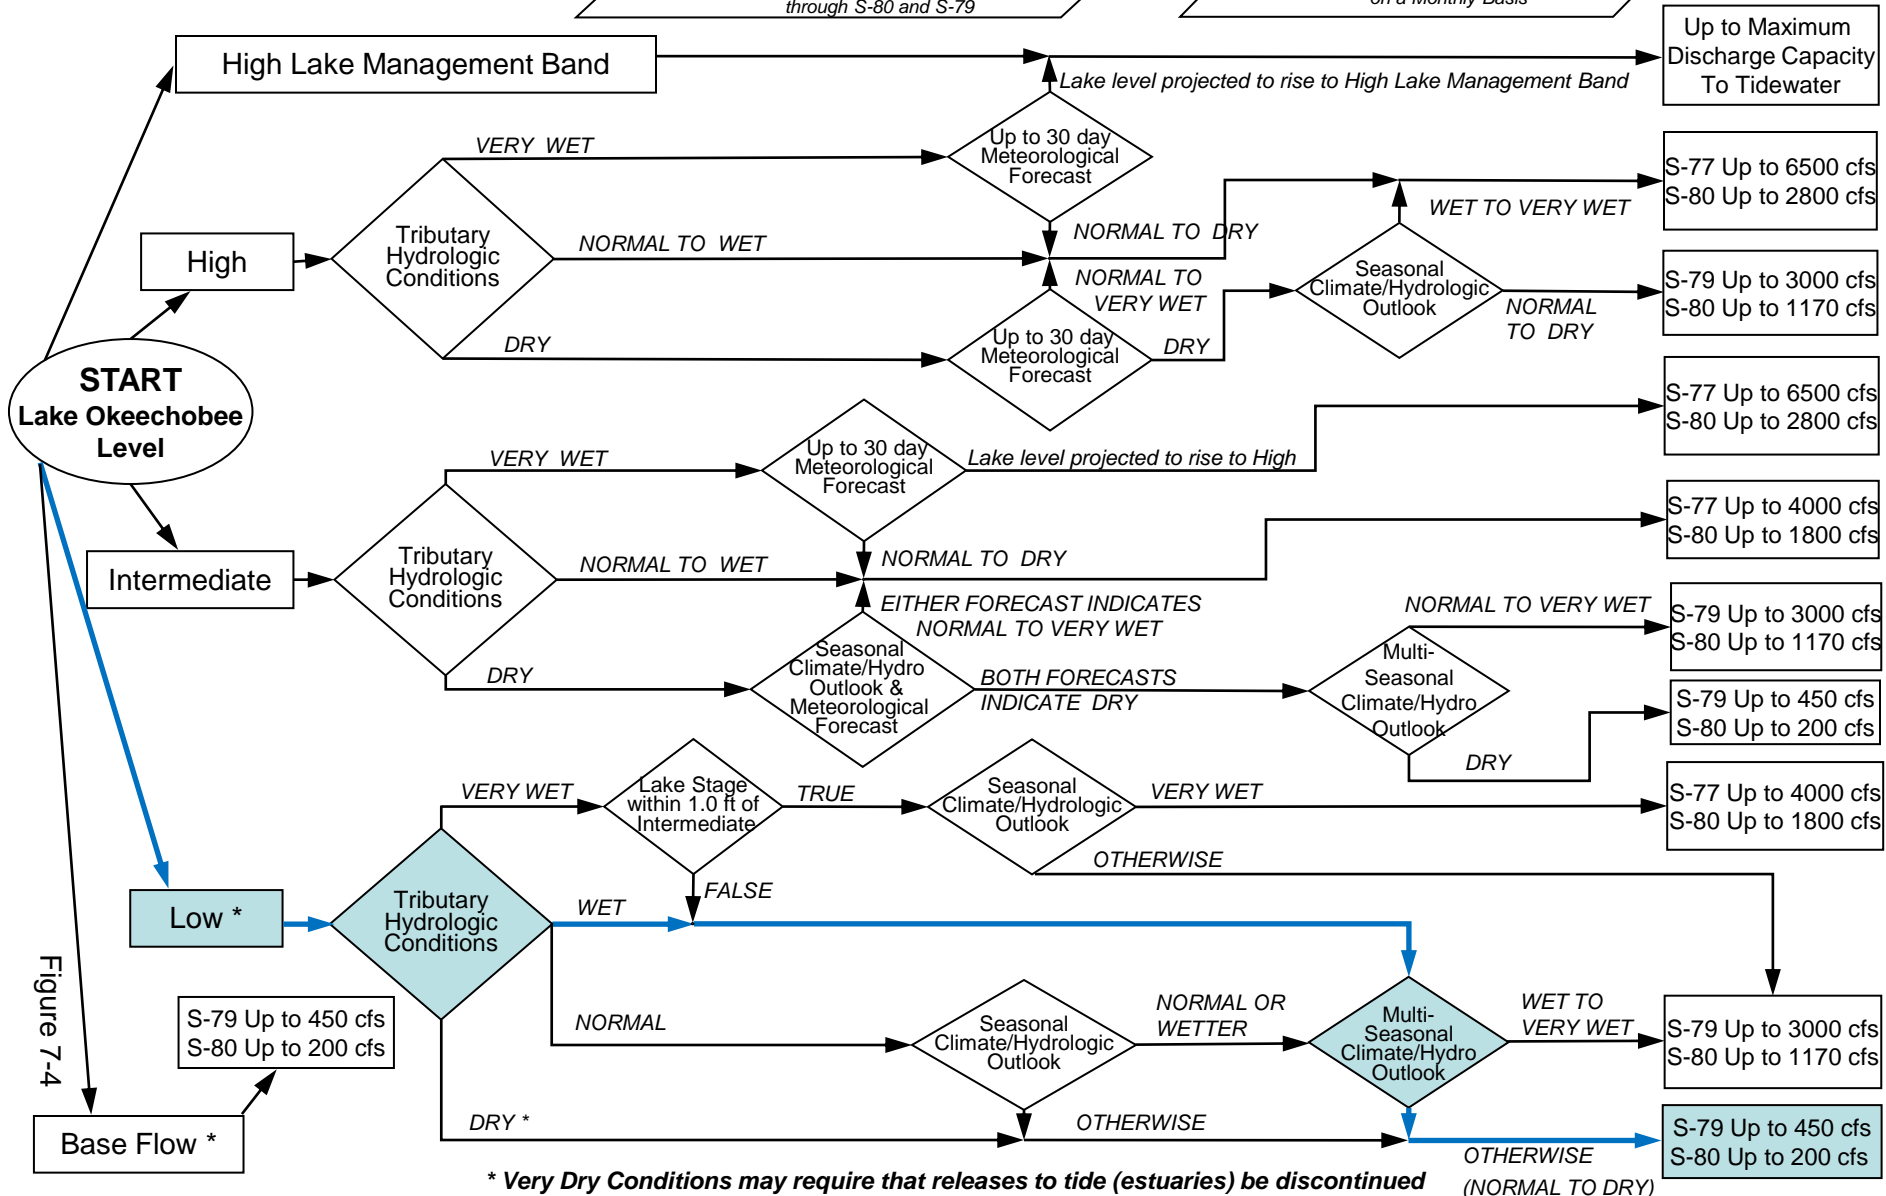 through S-80 and S-79
on a Monthly Basis
High Lake Management Band
Lake level projected to rise to High Lake Management Band
Up to Maximum
Discharge Capacity
To Tidewater
VERY WET
Up to 30 day
Meteorological
Forecast
S-77 Up to 6500 cfs
S-80 Up to 2800 cfs
WET TO VERY WET
High
Tributary
Hydrologic
Conditions
NORMAL TO WET
NORMAL TO DRY
NORMAL TO
VERY WET
Seasonal
Climate/Hydrologic
Outlook
NORMAL
TO DRY
S-79 Up to 3000 cfs
S-80 Up to 1170 cfs
DRY
Up to 30 day
Meteorological
Forecast
DRY
START
Lake Okeechobee
Level
S-77 Up to 6500 cfs
S-80 Up to 2800 cfs
VERY WET
Up to 30 day
Meteorological
Forecast
Lake level projected to rise to High
Intermediate
Tributary
Hydrologic
Conditions
NORMAL TO WET
NORMAL TO DRY
S-77 Up to 4000 cfs
S-80 Up to 1800 cfs
EITHER FORECAST INDICATES
NORMAL TO VERY WET
DRY
Seasonal
Climate/Hydro
Outlook &
Meteorological
Forecast
BOTH FORECASTS
INDICATE DRY
Multi-
Seasonal
Climate/Hydro
Outlook
NORMAL TO VERY WET
S-79 Up to 3000 cfs
S-80 Up to 1170 cfs
DRY
S-79 Up to 450 cfs
S-80 Up to 200 cfs
VERY WET
Lake Stage
within 1.0 ft of
Intermediate
TRUE
Seasonal
Climate/Hydrologic
Outlook
VERY WET
S-77 Up to 4000 cfs
S-80 Up to 1800 cfs
OTHERWISE
FALSE
Low *
Tributary
Hydrologic
Conditions
WET
NORMAL
Seasonal
Climate/Hydrologic
Outlook
NORMAL OR
WETTER
Multi-
Seasonal
Climate/Hydro
Outlook
WET TO
VERY WET
S-79 Up to 3000 cfs
S-80 Up to 1170 cfs
Figure 7-4
S-79 Up to 450 cfs
S-80 Up to 200 cfs
Base Flow *
DRY *
OTHERWISE
S-79 Up to 450 cfs
S-80 Up to 200 cfs
OTHERWISE
(NORMAL TO DRY)
* Very Dry Conditions may require that releases to tide (estuaries) be discontinued